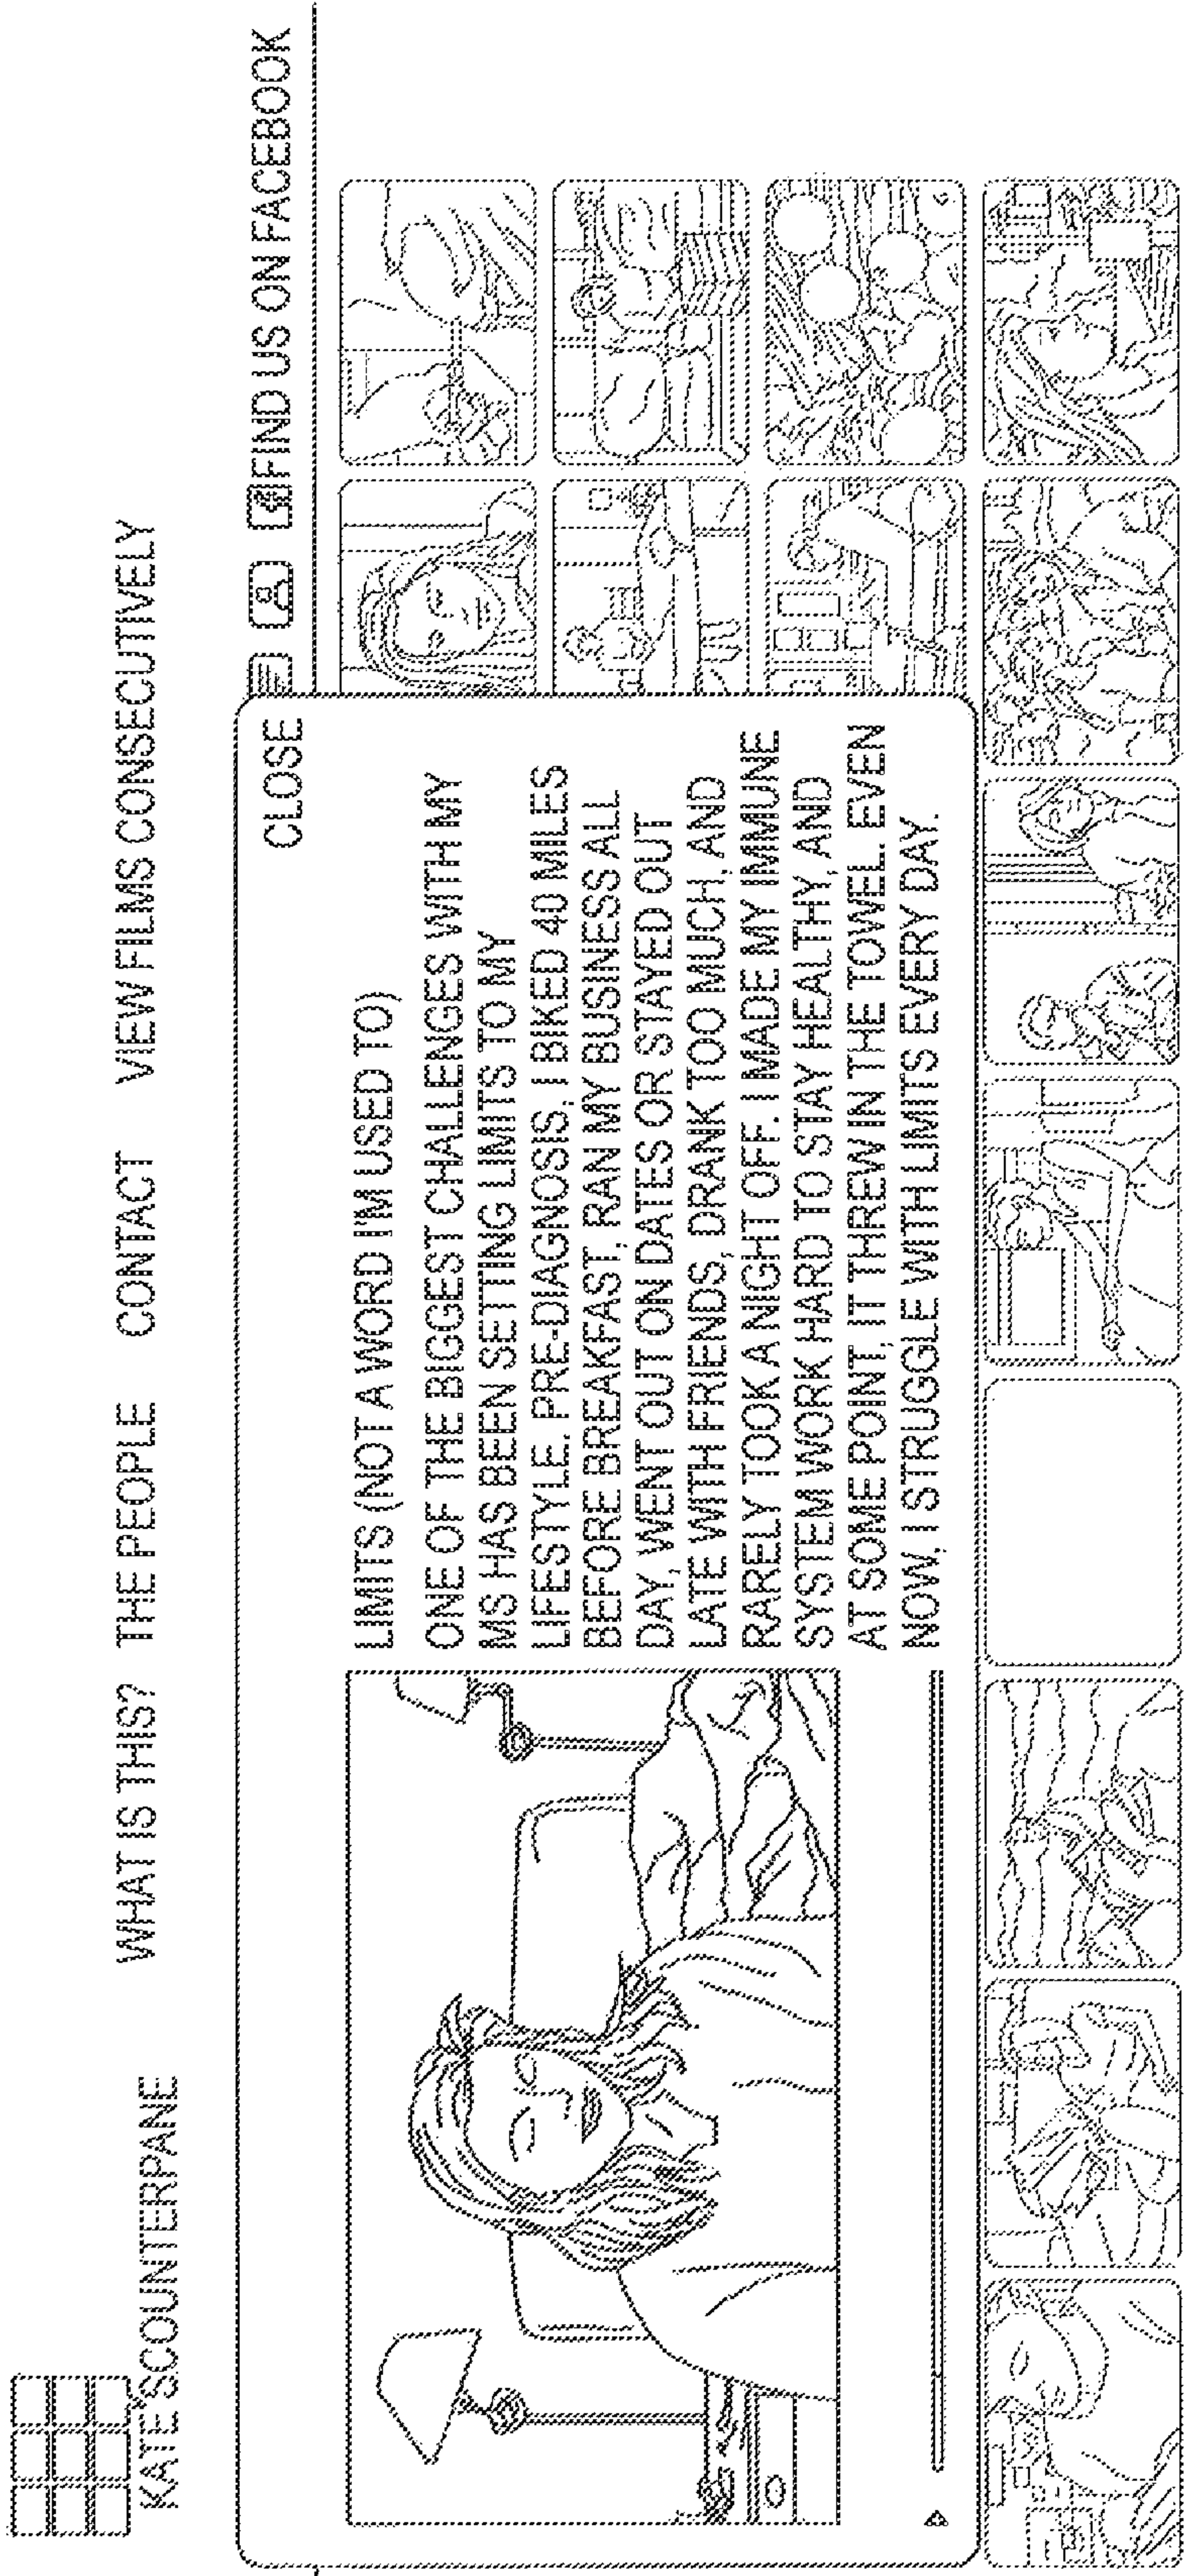 KATE'SCOUNTERPANE
WHAT IS THIS? THE PEOPLE CONTACT VIEW FILMS CONSECUTIVELY
FIND US ON FACEBOOK
CLOSE
LIMITS (NOT A WORD I'M USED TO)
ONE OF THE BIGGEST CHALLENGES WITH MY
MS HAS BEEN SETTING LIMITS TO MY
LIFESTYLE. PRE-DIAGNOSIS, I BIKED 40 MILES
BEFORE BREAKFAST, RAN MY BUSINESS ALL
DAY, WENT OUT ON DATES OR STAYED OUT
LATE WITH FRIENDS, DRANK TOO MUCH, AND
RARELY TOOK A NIGHT OFF. I MADE MY IMMUNE
SYSTEM WORK HARD TO STAY HEALTHY, AND
AT SOME POINT, IT THREW IN THE TOWEL. EVEN
NOW, I STRUGGLE WITH LIMITS EVERY DAY.